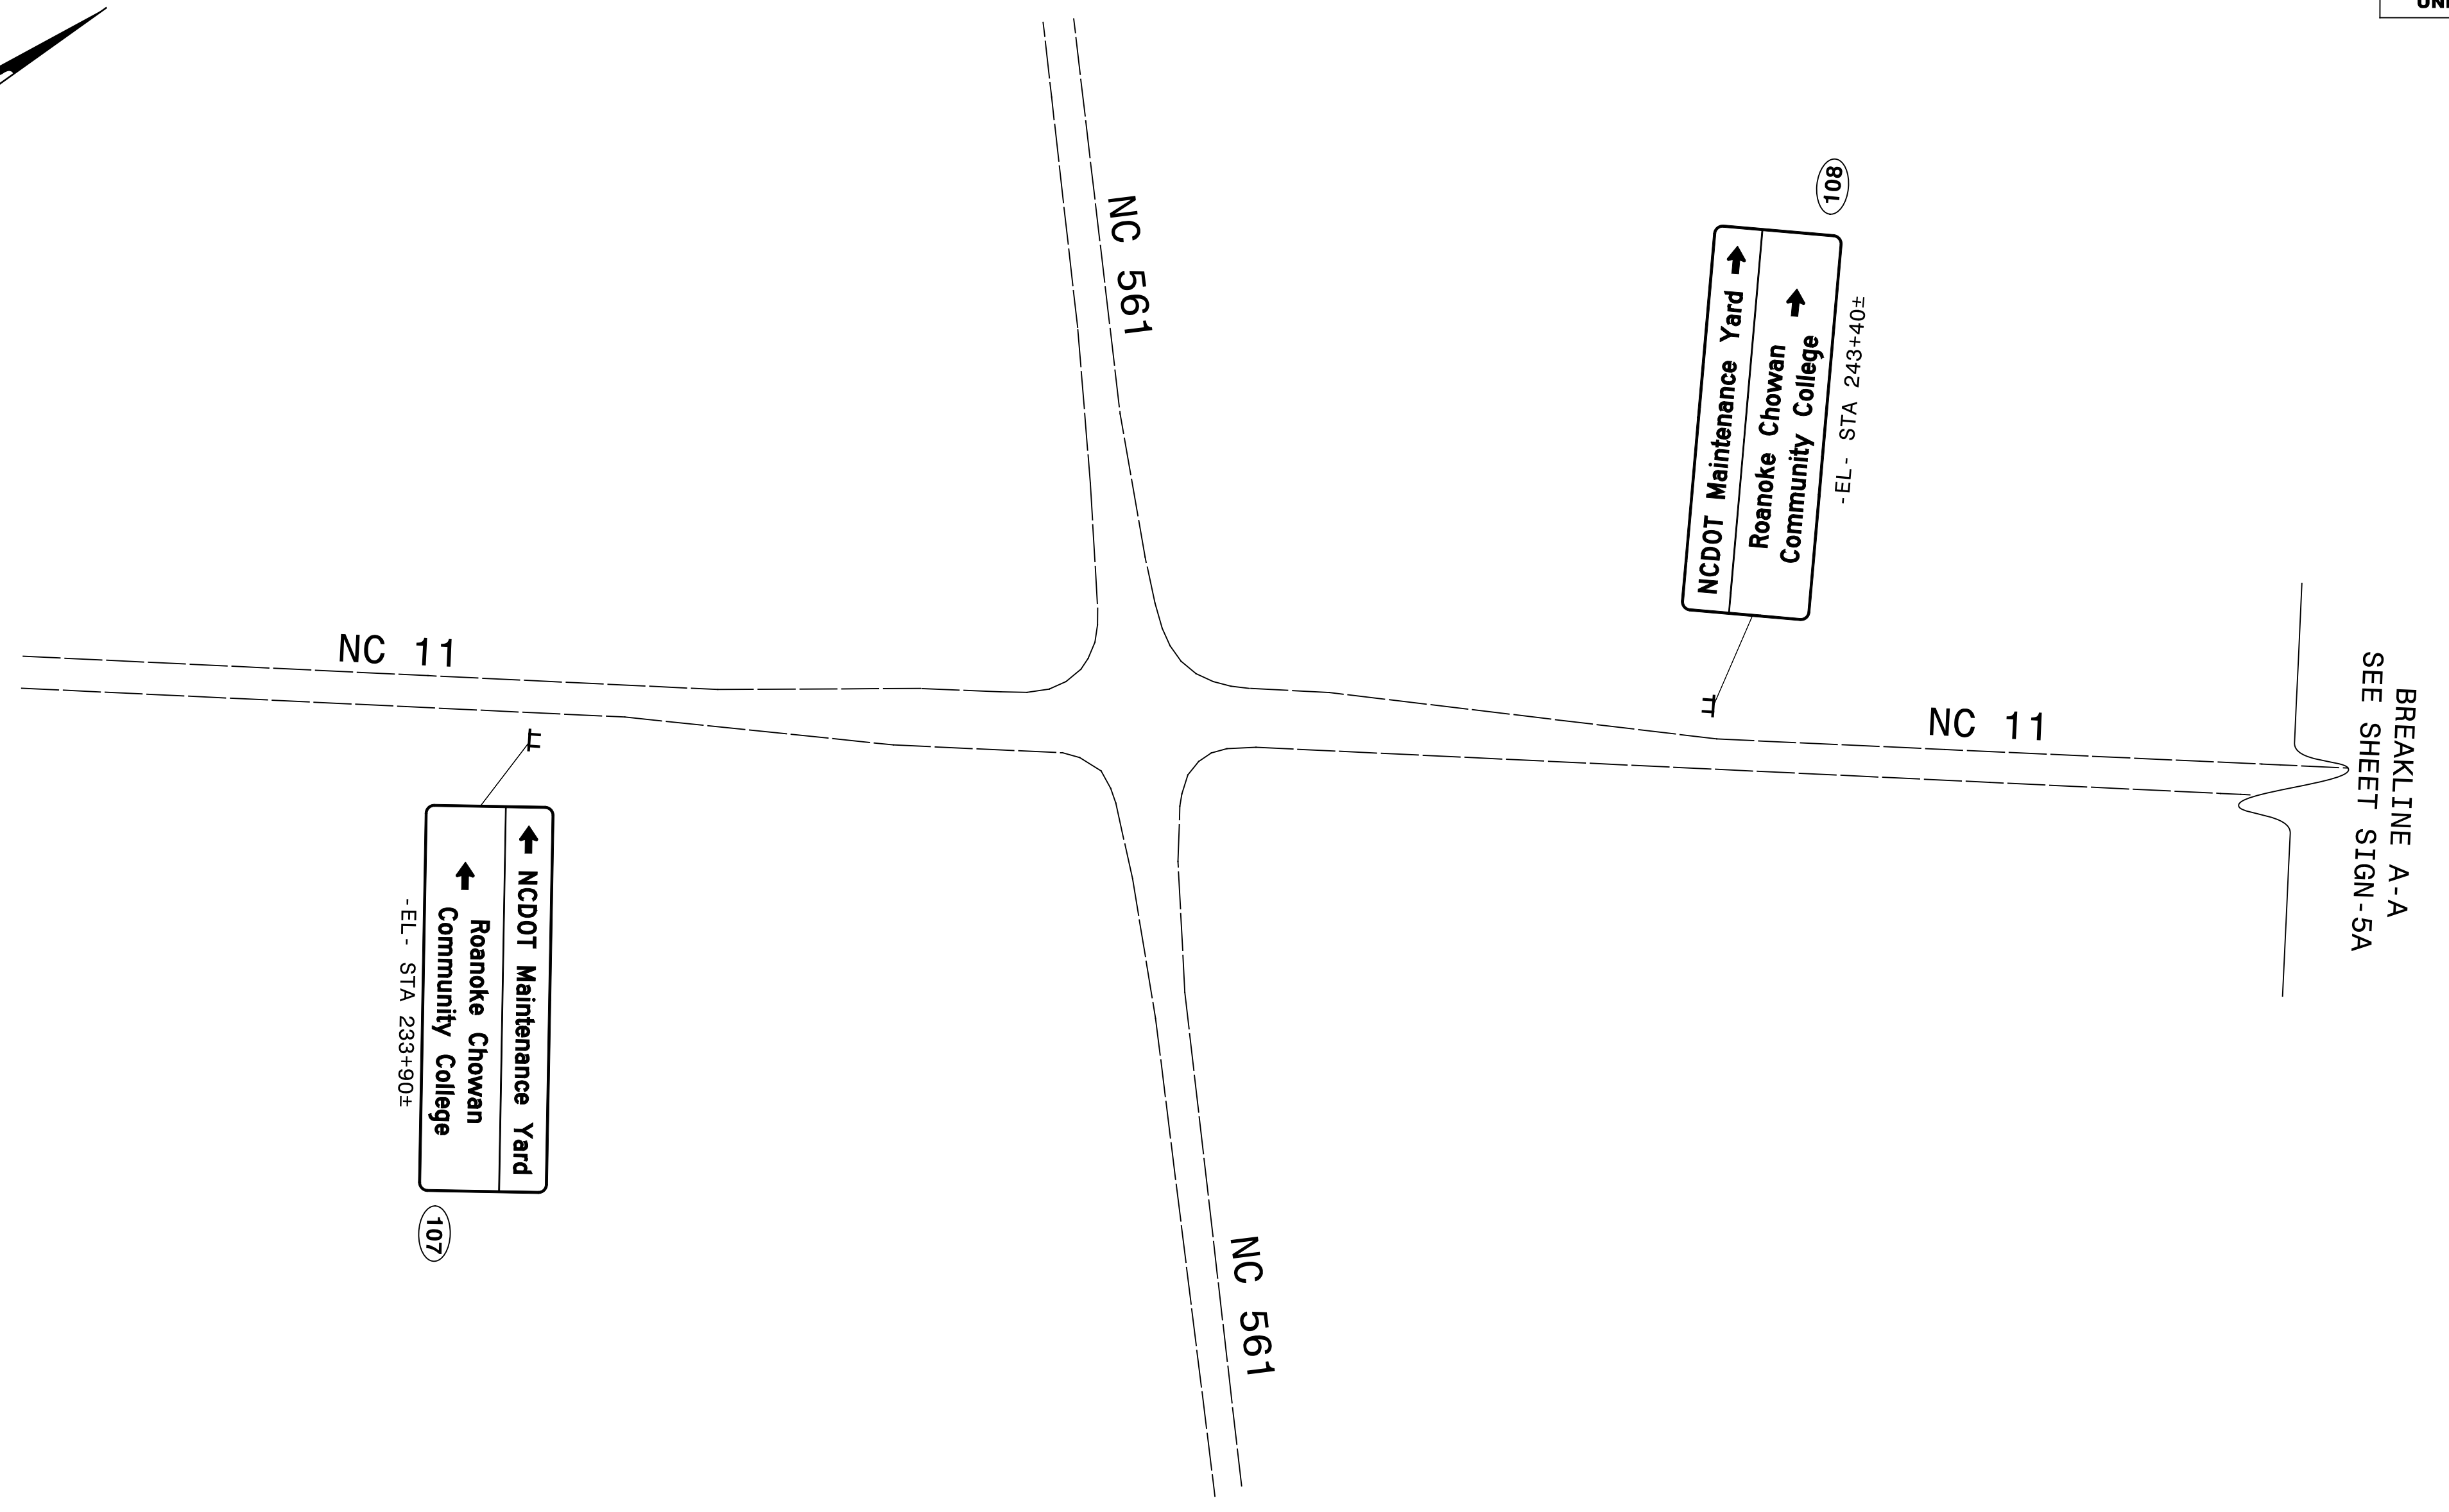 NC 561
108
NCDOT Maintenance Yard
Roanoke Chowan
Community College
-EL- STA 243+40±
NC 11
NC 11
BREAKLINE A-A
SEE SHEET SIGN-5A
NCDOT Maintenance Yard
Roanoke Chowan
Community College
-EL- STA 233+90±
107
NC 561